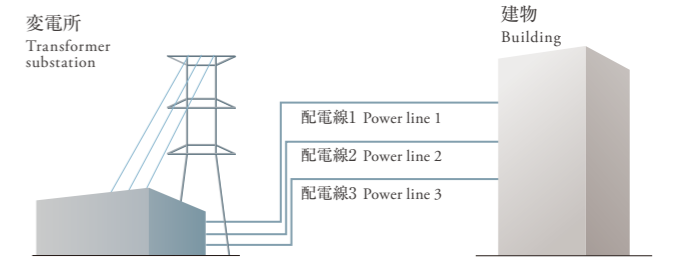 変電所
Transformer
substation
建物
Building
配電線1 Power line 1
配電線2 Power line 2
配電線3 Power line 3